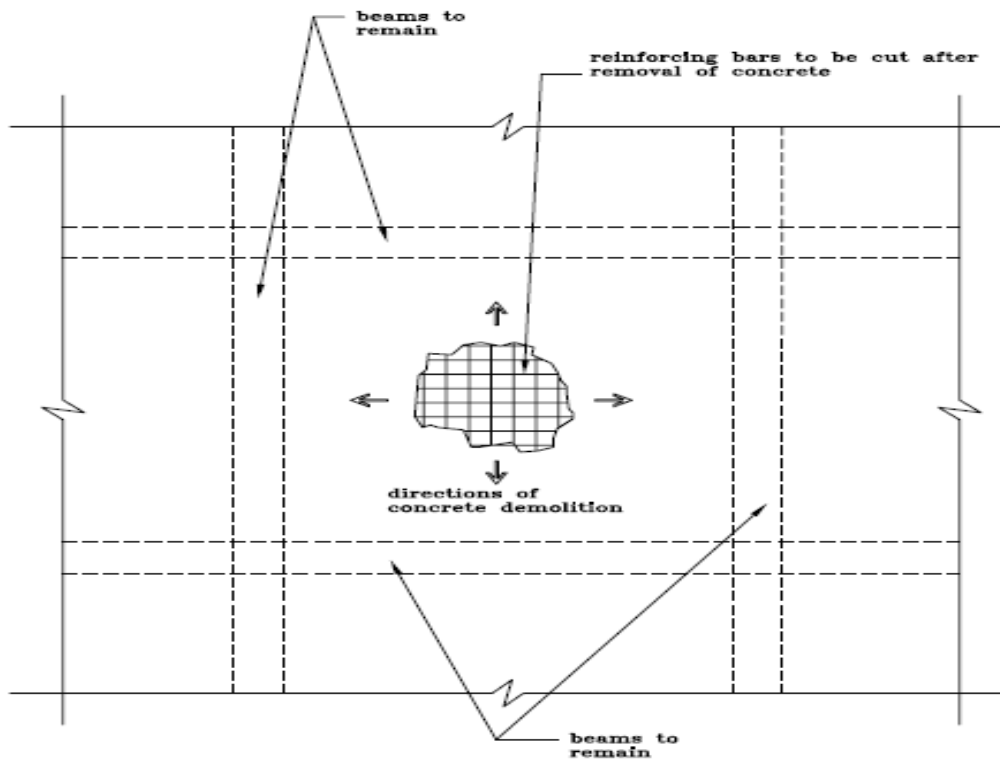 beams to
remain
reinforcing bars to be cut after
removal of concrete
directions of
concrete demolition
beams to
remain